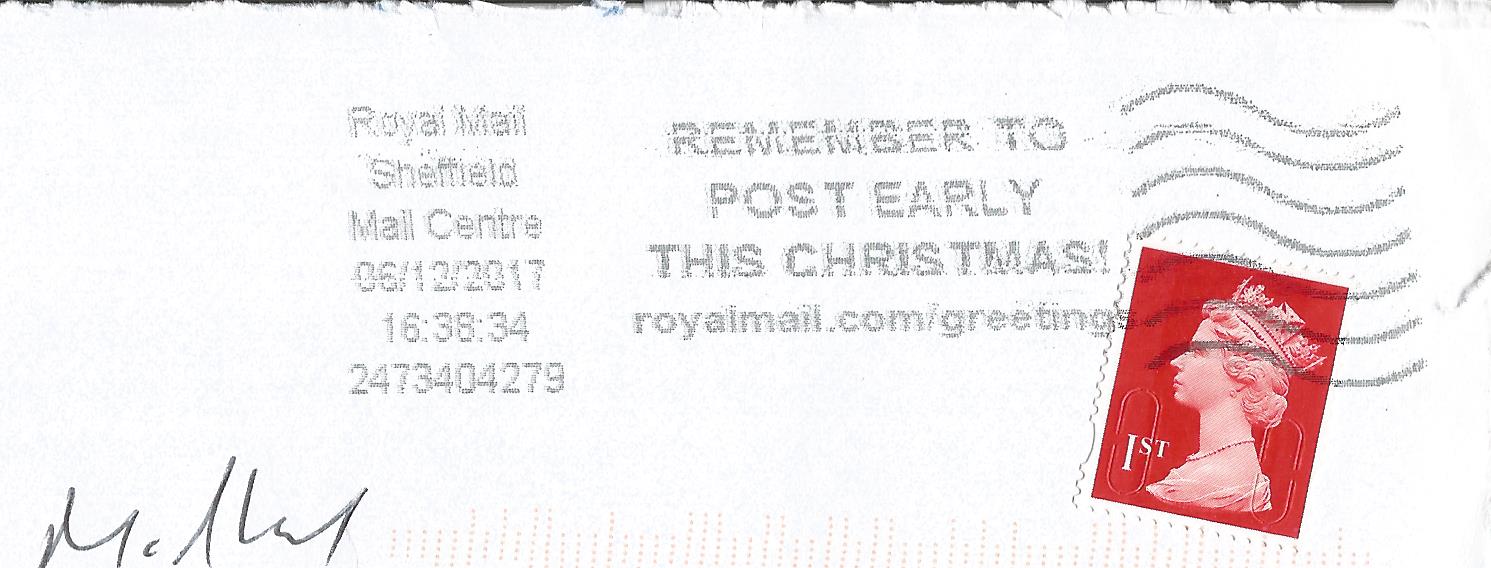 Royal Mail
Sheffield
Mail Centre
06/12/2017
16:38:34
2473404279
REMEMBER TO
POST EARLY
THIS CHRISTMAS!
royalmail.com/greetings
1ST